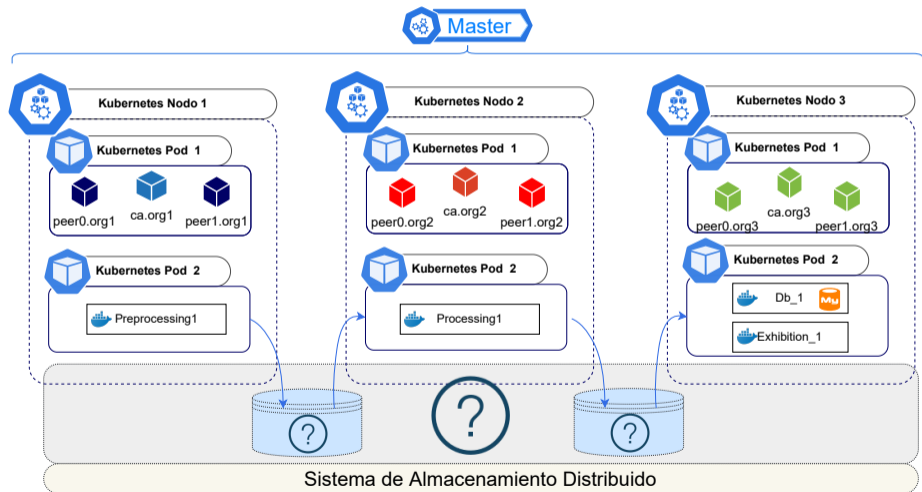 Master
Kubernetes Nodo 1
Kubernetes Nodo 2
Kubernetes Nodo 3
Kubernetes Pod 1
Kubernetes Pod 1
Kubernetes Pod 1
peer0.org1
ca.org1
peer1.org1
peer0.org2
ca.org2
peer1.org2
peer0.org3
ca.org3
peer1.org3
Kubernetes Pod 2
Kubernetes Pod 2
Kubernetes Pod 2
Preprocessing1
Processing1
Db_1
My
Exhibition_1
?
?
?
Sistema de Almacenamiento Distribuido